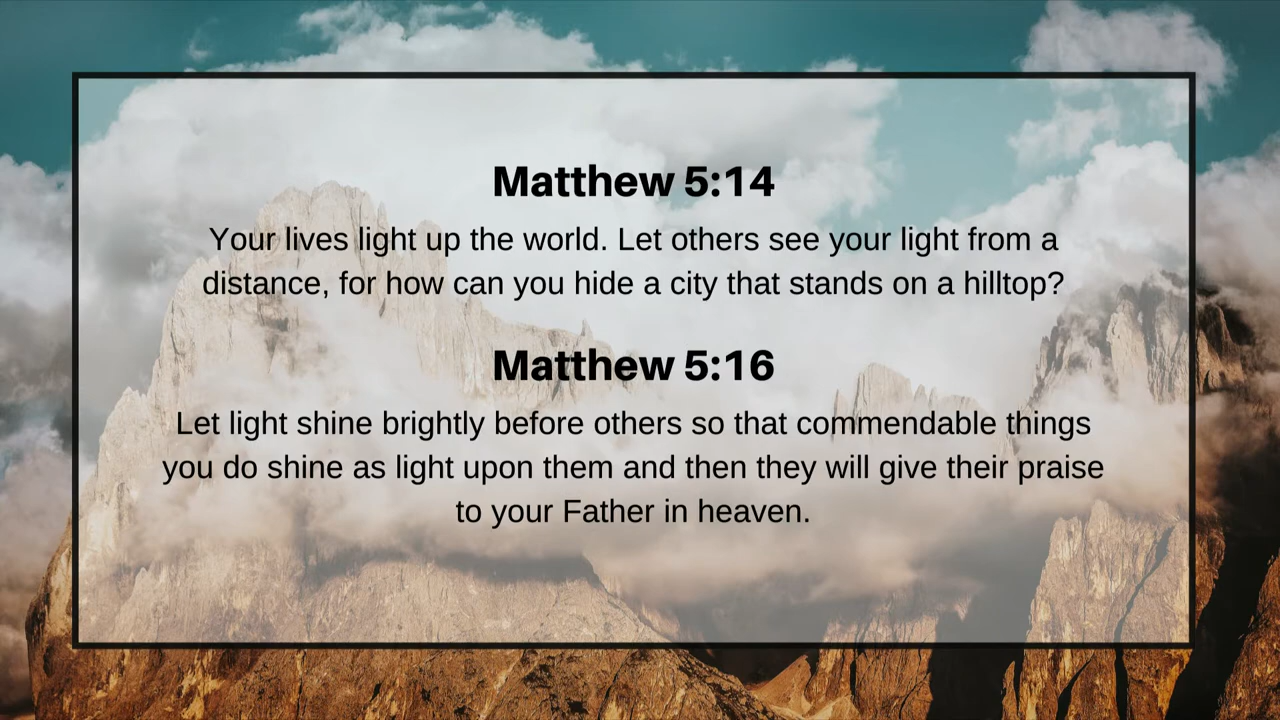 Matthew 5:14
Your lives light up the world. Let others see your light from a
distance, for how can you hide a city that stands on a hilltop?
Matthew 5:16
Let light shine brightly before others so that commendable things
you do shine as light upon them and then they will give their praise
to your Father in heaven.